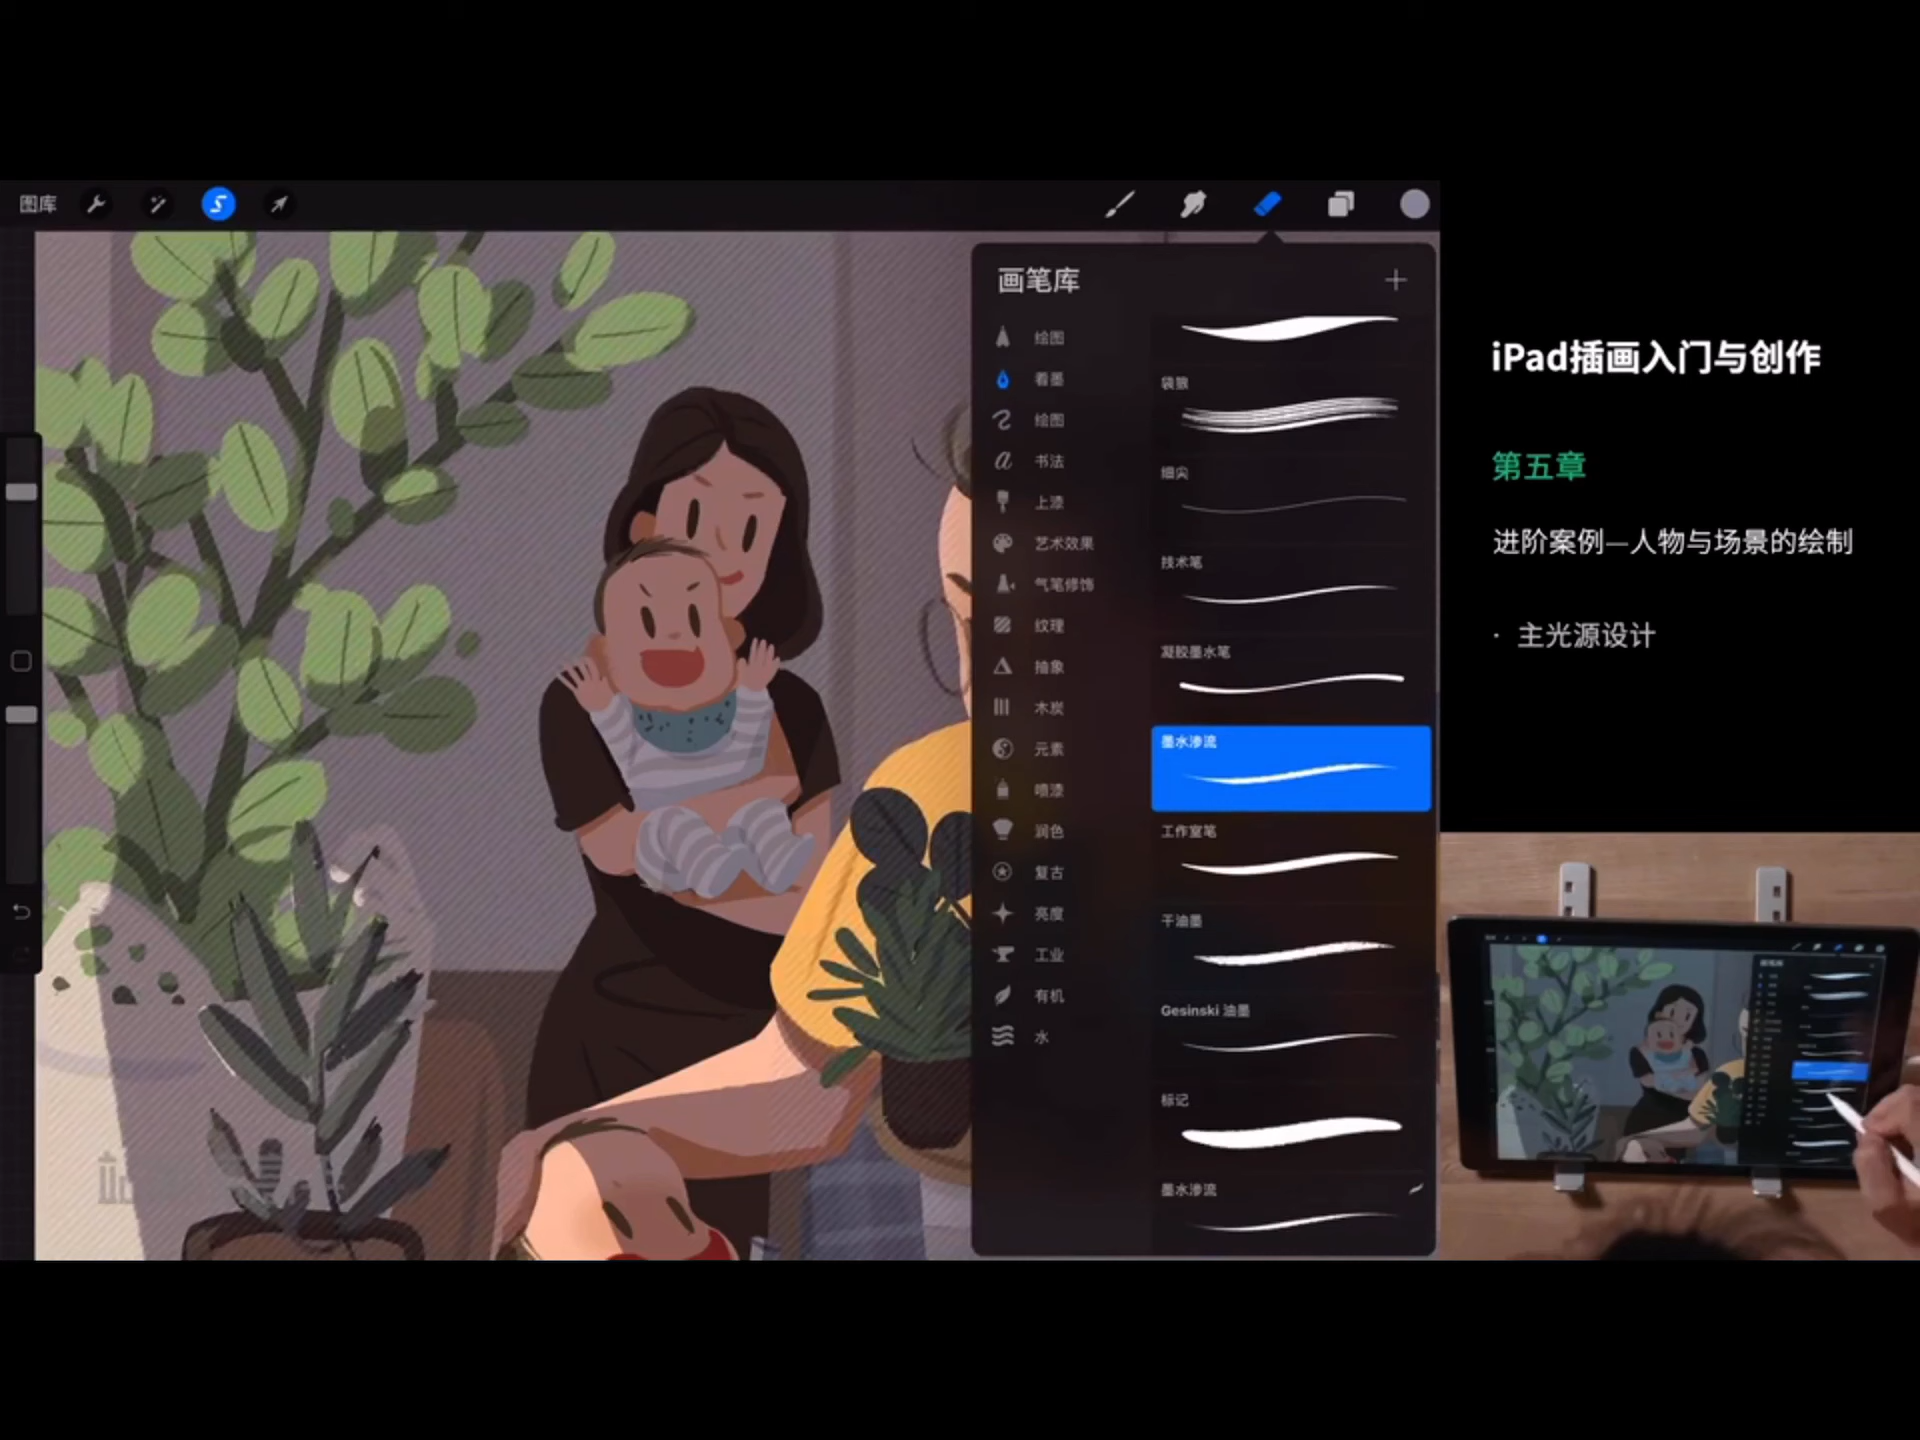 图库
画笔库
绘图
着墨
绘图
书法
上漆
艺术效果
气笔修饰
纹理
抽象
木炭
元素
喷漆
润色
复古
亮度
工业
有机
水
袋狼
细尖
技术笔
凝胶墨水笔
墨水渗流
工作室笔
干油墨
Gesinski 油墨
标记
墨水渗流
iPad插画入门与创作
第五章
进阶案例—人物与场景的绘制
· 主光源设计